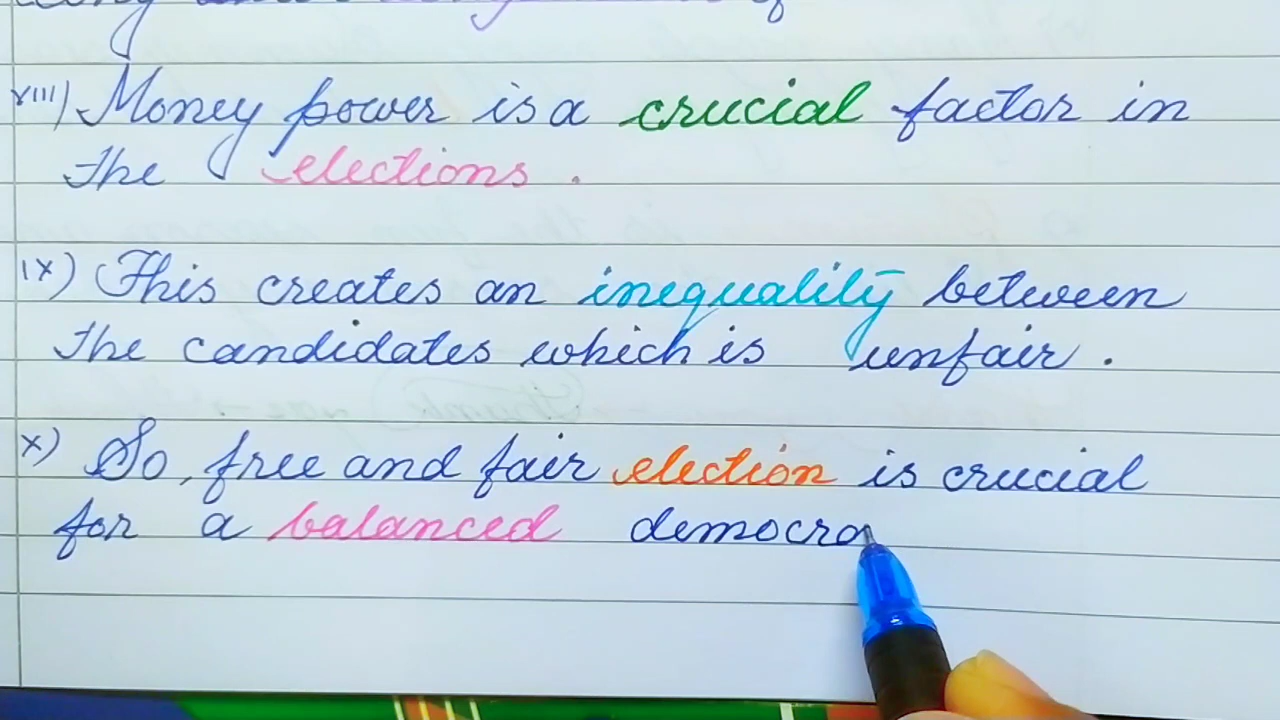 viii) Money power is a crucial factor in
the elections.
ix) This creates an inequality between
the candidates which is unfair.
x) So, free and fair election is crucial
for a balanced democra